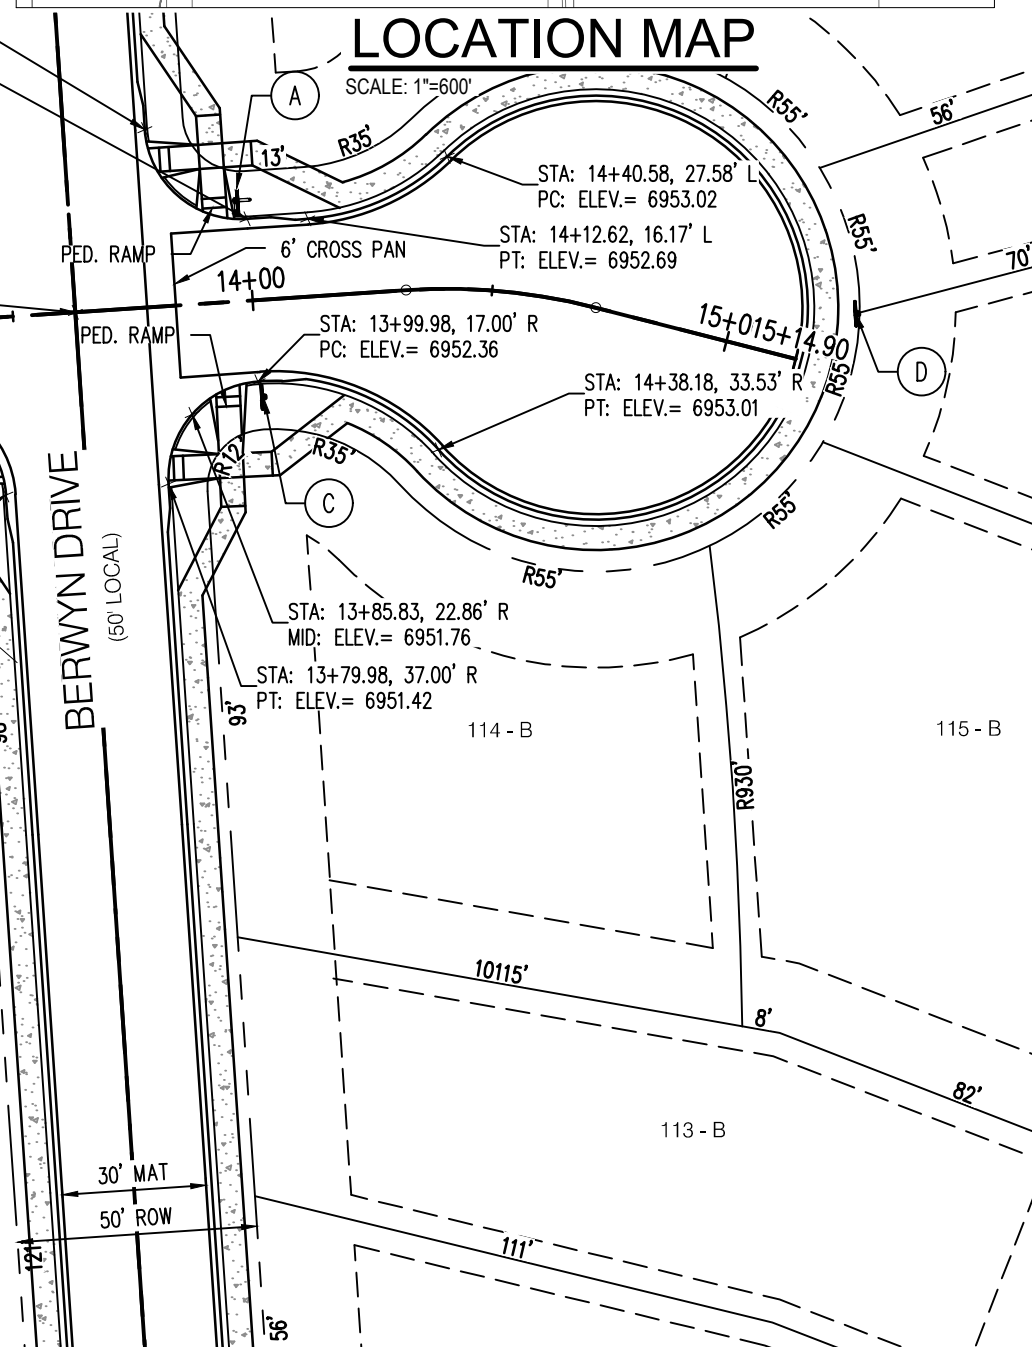 LOCATION MAP
SCALE: 1"=600'
A
R35'
13'
R55'
56'
STA: 14+40.58, 27.58' L
PC: ELEV.= 6953.02
STA: 14+12.62, 16.17' L
PT: ELEV.= 6952.69
R55'
70'
PED. RAMP
6' CROSS PAN
14+00
PED. RAMP
STA: 13+99.98, 17.00' R
PC: ELEV.= 6952.36
15+015+14.90
D
R55'
STA: 14+38.18, 33.53' R
PT: ELEV.= 6953.01
R12'
R35'
C
R55'
R55'
BERWYN DRIVE
(50' LOCAL)
STA: 13+85.83, 22.86' R
MID: ELEV.= 6951.76
STA: 13+79.98, 37.00' R
PT: ELEV.= 6951.42
93'
114 - B
115 - B
R930'
10115'
8'
82'
113 - B
30' MAT
50' ROW
121'
111'
56'